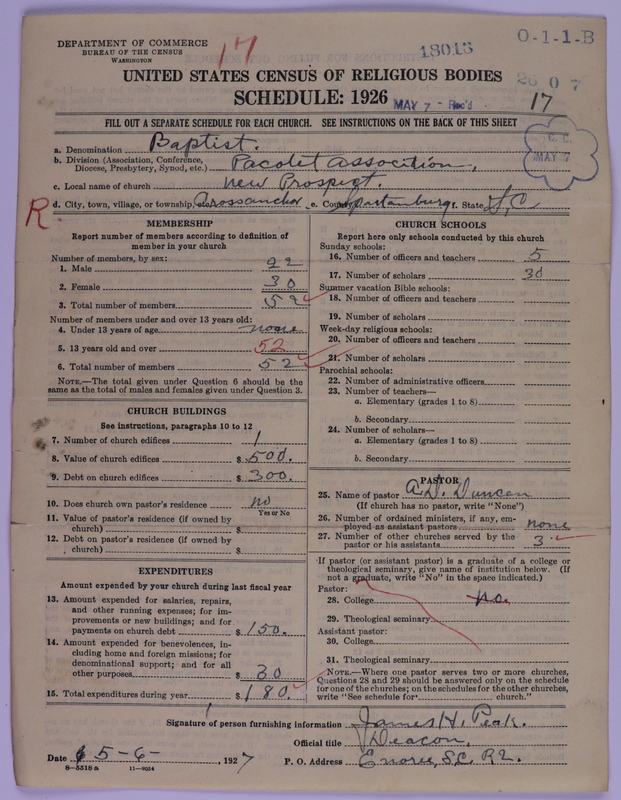 DEPARTMENT OF COMMERCE
BUREAU OF THE CENSUS
WASHINGTON
17
18013
O-1-1-B
UNITED STATES CENSUS OF RELIGIOUS BODIES
SCHEDULE: 1926
MAY 7 - Rec'd
26 0 7
17
FILL OUT A SEPARATE SCHEDULE FOR EACH CHURCH. SEE INSTRUCTIONS ON THE BACK OF THIS SHEET
C. C.
MAY 7
a. Denomination Baptist.
b. Division (Association, Conference, Diocese, Presbytery, Synod, etc.) Pacolet Assocition,
c. Local name of church New Prospect.
R
d. City, town, village, or township, etc. Crossanchor e. County Spartanburg f. State S, C
MEMBERSHIP
Report number of members according to definition of member in your church
Number of members, by sex:
1. Male 22
2. Female 30
3. Total number of members 52
Number of members under and over 13 years old:
4. Under 13 years of age none
5. 13 years old and over 52
6. Total number of members 52
NOTE.—The total given under Question 6 should be the same as the total of males and females given under Question 3.
CHURCH BUILDINGS
See instructions, paragraphs 10 to 12
7. Number of church edifices 1
8. Value of church edifices $ 500.
9. Debt on church edifices $ 300.
10. Does church own pastor's residence no
Yes or No
11. Value of pastor's residence (if owned by church) $
12. Debt on pastor's residence (if owned by church) $
EXPENDITURES
Amount expended by your church during last fiscal year
13. Amount expended for salaries, repairs, and other running expenses; for improvements or new buildings; and for payments on church debt $ 150.
14. Amount expended for benevolences, including home and foreign missions; for denominational support; and for all other purposes $ 30
15. Total expenditures during year $ 180.
CHURCH SCHOOLS
Report here only schools conducted by this church
Sunday schools:
16. Number of officers and teachers 5
17. Number of scholars 30
Summer vacation Bible schools:
18. Number of officers and teachers
19. Number of scholars
Week-day religious schools:
20. Number of officers and teachers
21. Number of scholars
Parochial schools:
22. Number of administrative officers
23. Number of teachers—
a. Elementary (grades 1 to 8)
b. Secondary
24. Number of scholars—
a. Elementary (grades 1 to 8)
b. Secondary
PASTOR
25. Name of pastor A. D. Duncan
(If church has no pastor, write "None")
26. Number of ordained ministers, if any, employed as assistant pastors none
27. Number of other churches served by the pastor or his assistants 3.
If pastor (or assistant pastor) is a graduate of a college or theological seminary, give name of institution below. (If not a graduate, write "No" in the space indicated.)
Pastor:
28. College no.
29. Theological seminary
Assistant pastor:
30. College
31. Theological seminary
NOTE.—Where one pastor serves two or more churches, Questions 28 and 29 should be answered only on the schedule for one of the churches; on the schedules for the other churches, write "See schedule for church."
Signature of person furnishing information James H. Peak.
Official title Deacon,
Date 5-6- , 1927
P. O. Address Enoree, S.C. R2.
8-5518 a 11-9034